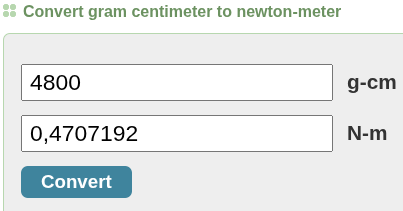 Convert gram centimeter to newton-meter
4800 g-cm
0,4707192 N-m
Convert